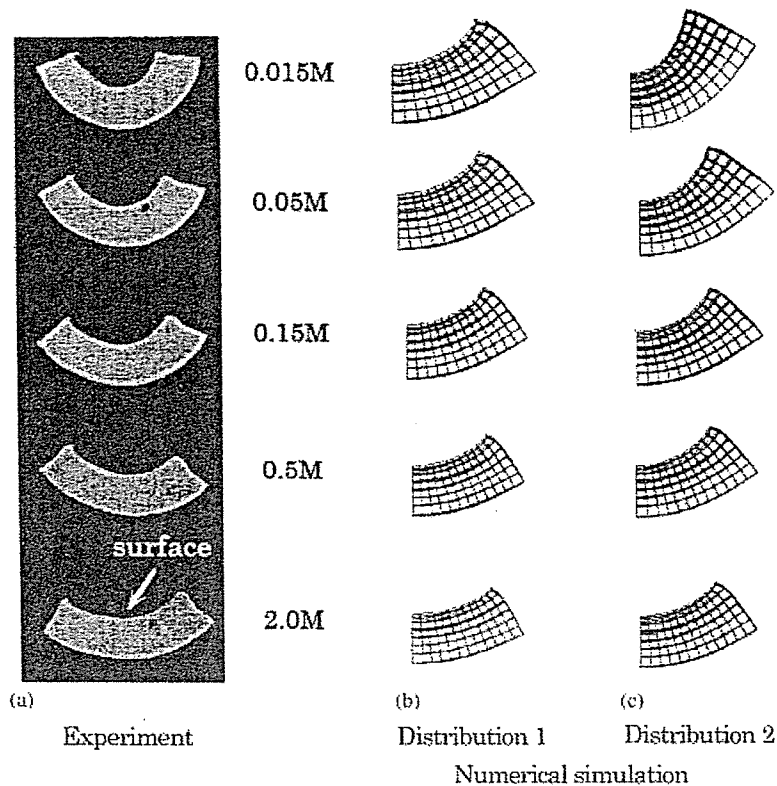 0.015M
0.05M
0.15M
0.5M
surface
2.0M
(a)
(b)
(c)
Experiment
Distribution 1
Distribution 2
Numerical simulation